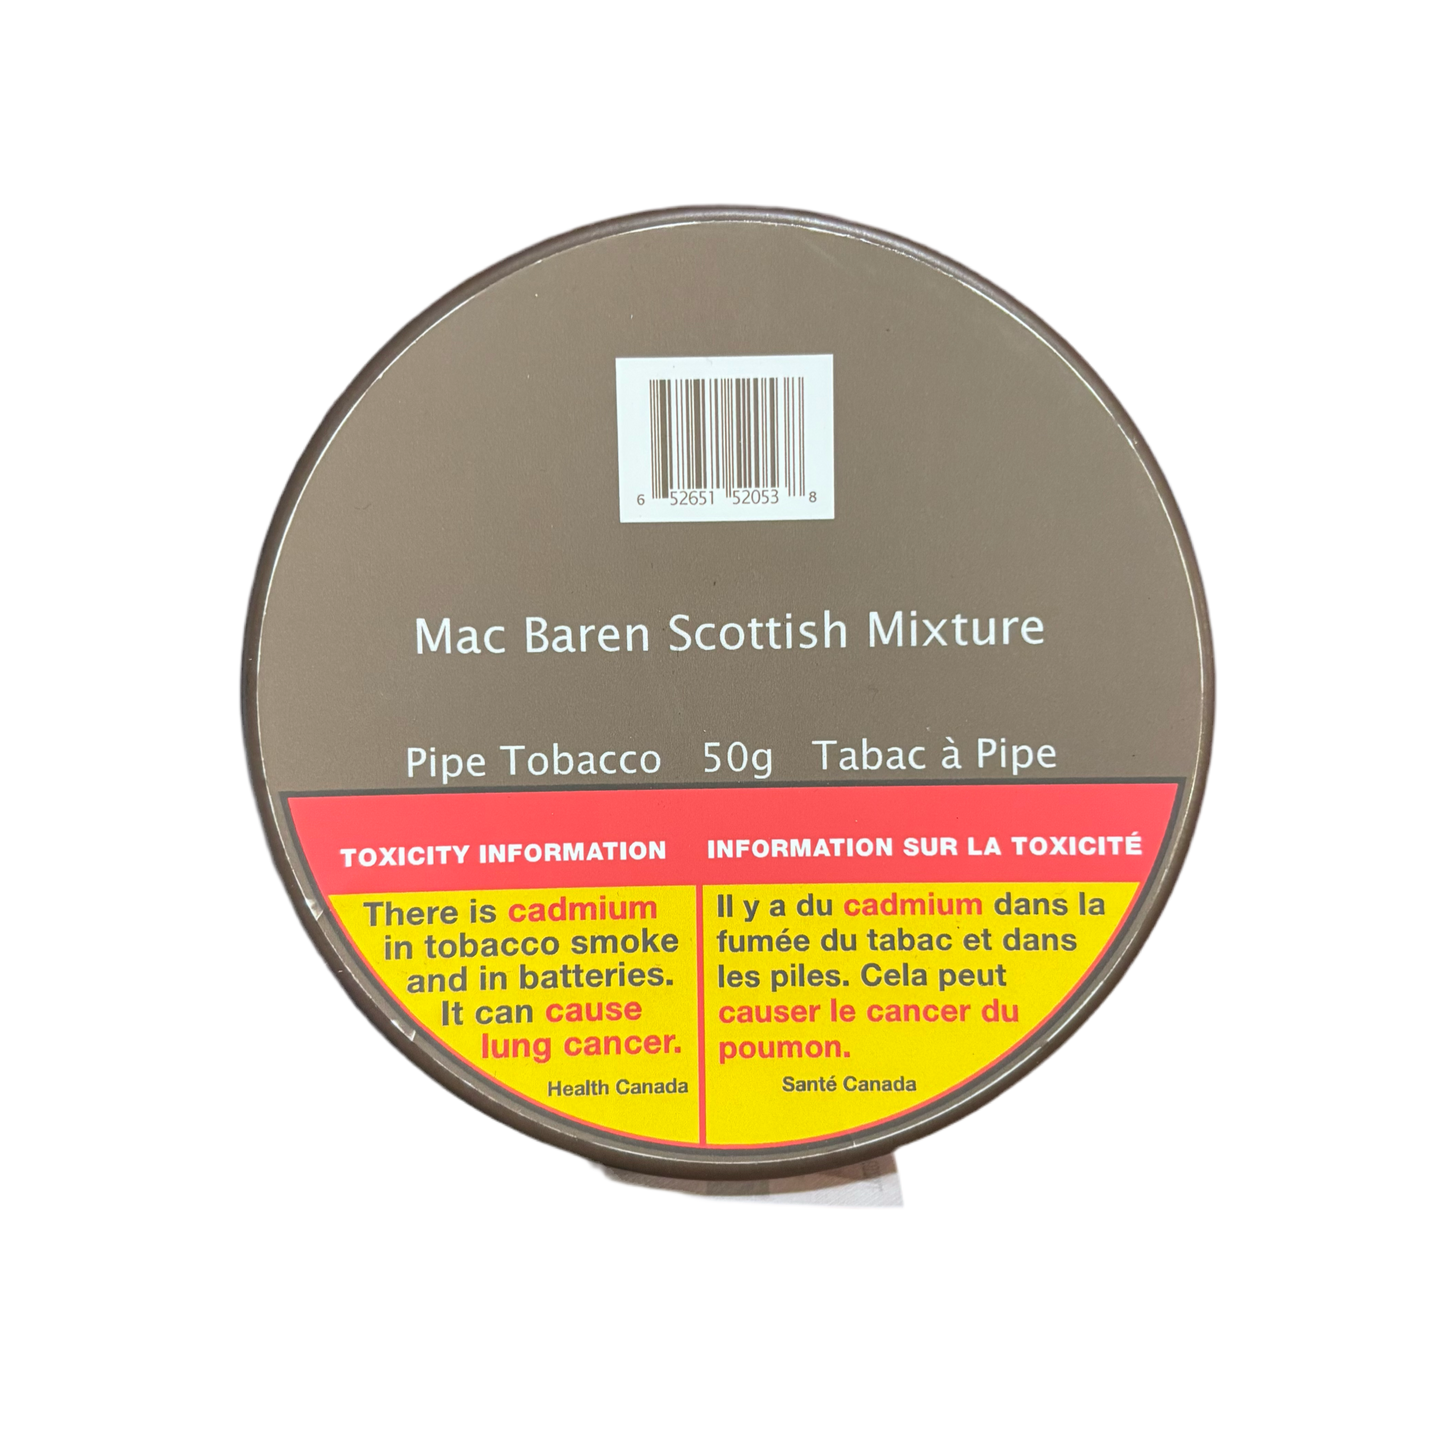 6 52651 52053 8
Mac Baren Scottish Mixture
Pipe Tobacco 50g Tabac à Pipe
TOXICITY INFORMATION
There is cadmium
in tobacco smoke
and in batteries.
It can cause
lung cancer.
Health Canada
INFORMATION SUR LA TOXICITÉ
Il y a du cadmium dans la
fumée du tabac et dans
les piles. Cela peut
causer le cancer du
poumon.
Santé Canada